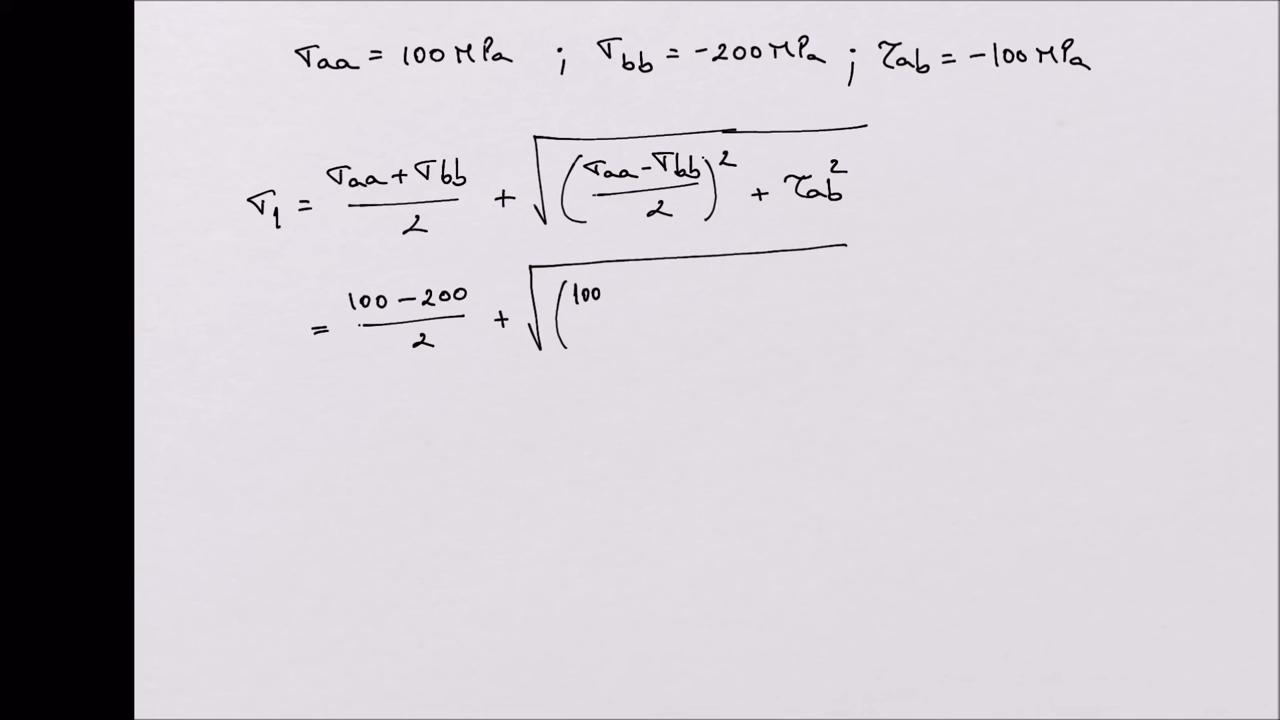 σaa = 100 MPa ; σbb = -200 MPa ; τab = -100 MPa
σ1 = (σaa + σbb)/2 + √((σaa - σbb)/2)² + τab²
= (100 - 200)/2 + √(100